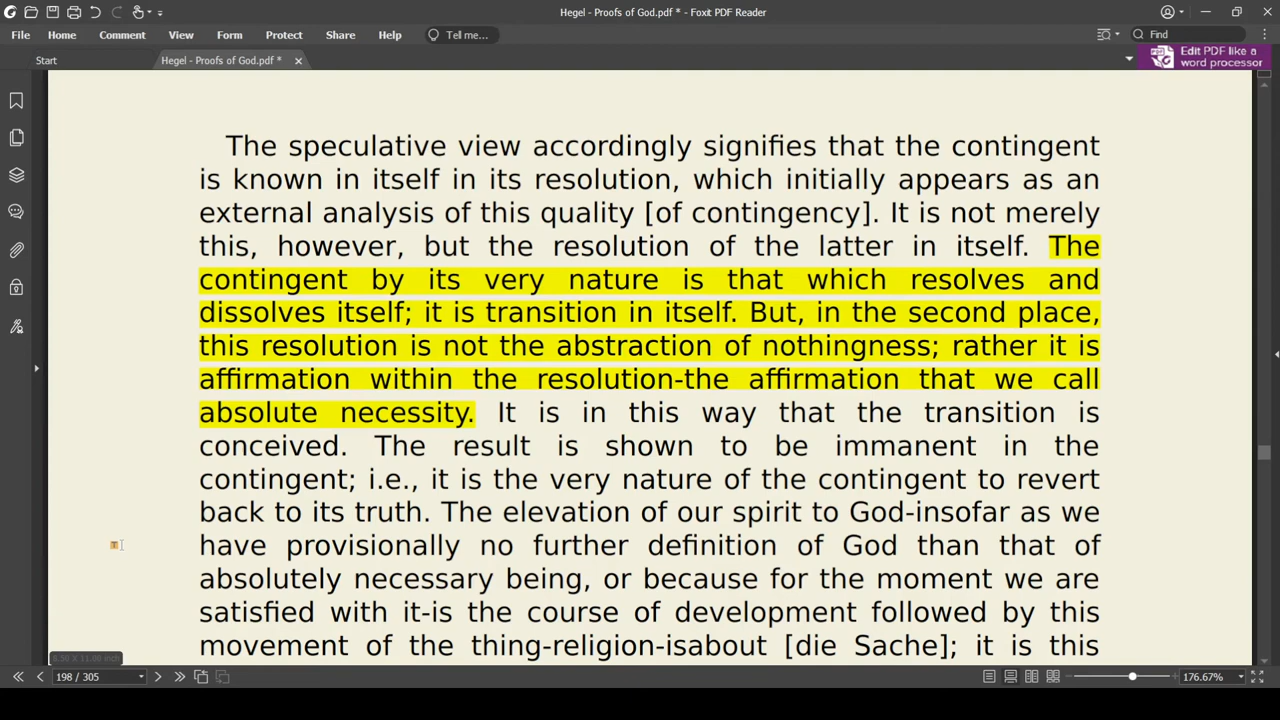 Hegel - Proofs of God.pdf * - Foxit PDF Reader
File Home Comment View Form Protect Share Help Tell me... Find
Start Hegel - Proofs of God.pdf *
Edit PDF like a
word processor
The speculative view accordingly signifies that the contingent
is known in itself in its resolution, which initially appears as an
external analysis of this quality [of contingency]. It is not merely
this, however, but the resolution of the latter in itself. The
contingent by its very nature is that which resolves and
dissolves itself; it is transition in itself. But, in the second place,
this resolution is not the abstraction of nothingness; rather it is
affirmation within the resolution-the affirmation that we call
absolute necessity. It is in this way that the transition is
conceived. The result is shown to be immanent in the
contingent; i.e., it is the very nature of the contingent to revert
back to its truth. The elevation of our spirit to God-insofar as we
have provisionally no further definition of God than that of
absolutely necessary being, or because for the moment we are
satisfied with it-is the course of development followed by this
movement of the thing-religion-isabout [die Sache]; it is this
8.50 X 11.00 inch
198 / 305 176.67%